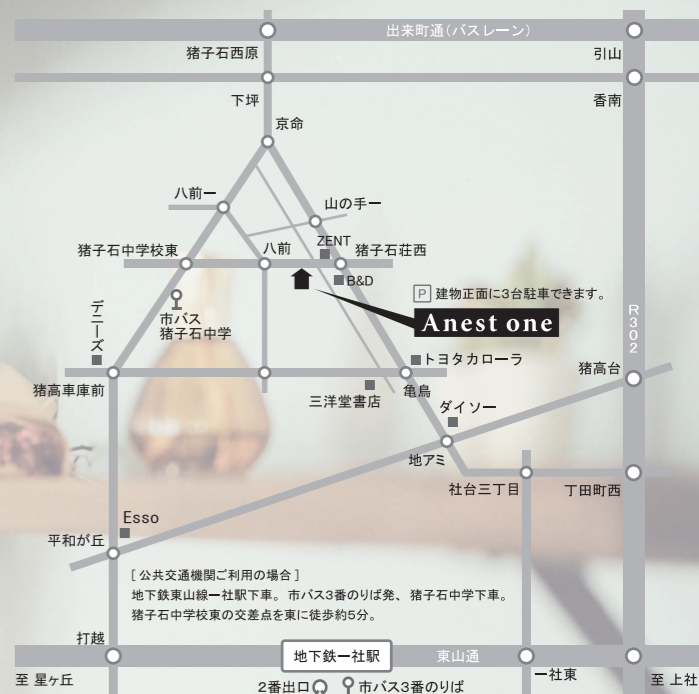 出来町通(バスレーン)
猪子石西原
引山
下坪
香南
京命
八前一
山の手一
猪子石中学校東
八前
ZENT
猪子石荘西
B&D
P 建物正面に3台駐車できます。
Anest one
市バス
猪子石中学
デニーズ
R302
トヨタカローラ
猪高台
猪高車庫前
三洋堂書店
亀鳥
ダイソー
地アミ
社台三丁目
丁田町西
Esso
平和が丘
[ 公共交通機関ご利用の場合 ]
地下鉄東山線一社駅下車。市バス3番のりば発、猪子石中学下車。
猪子石中学校東の交差点を東に徒歩約5分。
打越
地下鉄一社駅
東山通
至 星ヶ丘
2番出口
市バス3番のりば
一社東
至 上社